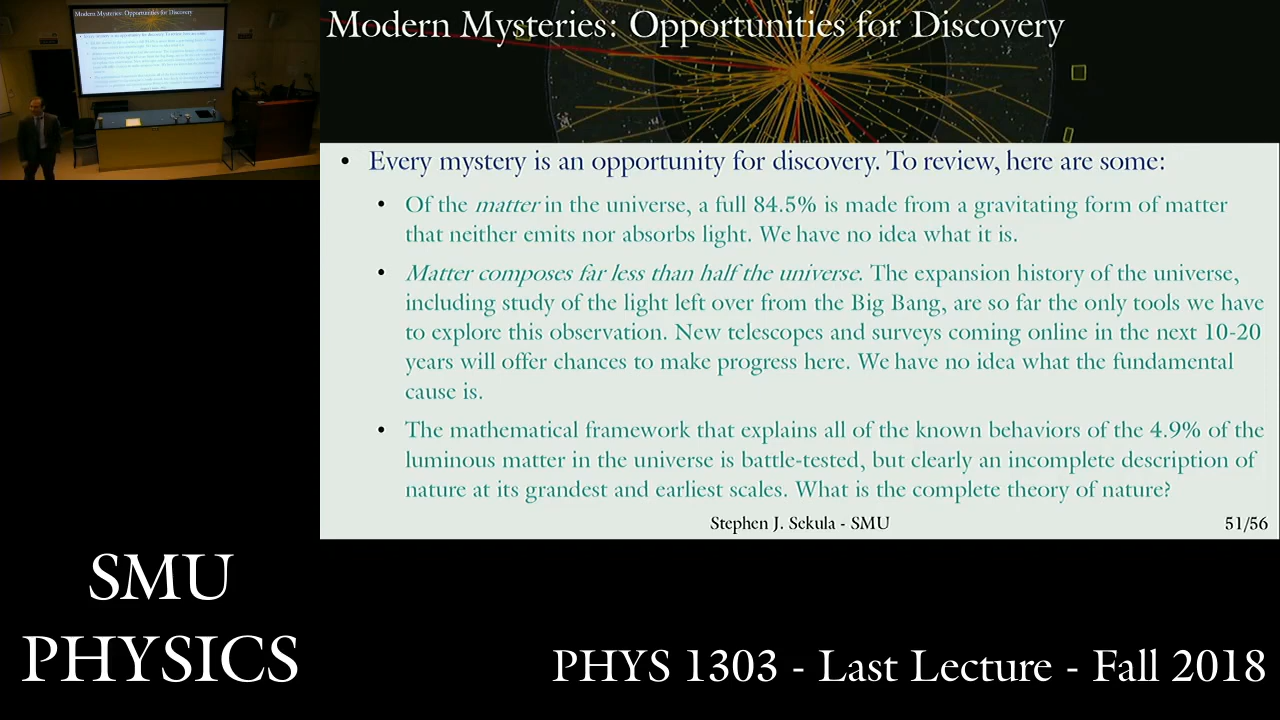 Modern Mysteries: Opportunities for Discovery
• Every mystery is an opportunity for discovery. To review, here are some:
• Of the matter in the universe, a full 84.5% is made from a gravitating form of matter
that neither emits nor absorbs light. We have no idea what it is.
• Matter composes far less than half the universe. The expansion history of the universe,
including study of the light left over from the Big Bang, are so far the only tools we have
to explore this observation. New telescopes and surveys coming online in the next 10-20
years will offer chances to make progress here. We have no idea what the fundamental
cause is.
• The mathematical framework that explains all of the known behaviors of the 4.9% of the
luminous matter in the universe is battle-tested, but clearly an incomplete description of
nature at its grandest and earliest scales. What is the complete theory of nature?
Stephen J. Sekula - SMU
51/56
SMU
PHYSICS
PHYS 1303 - Last Lecture - Fall 2018